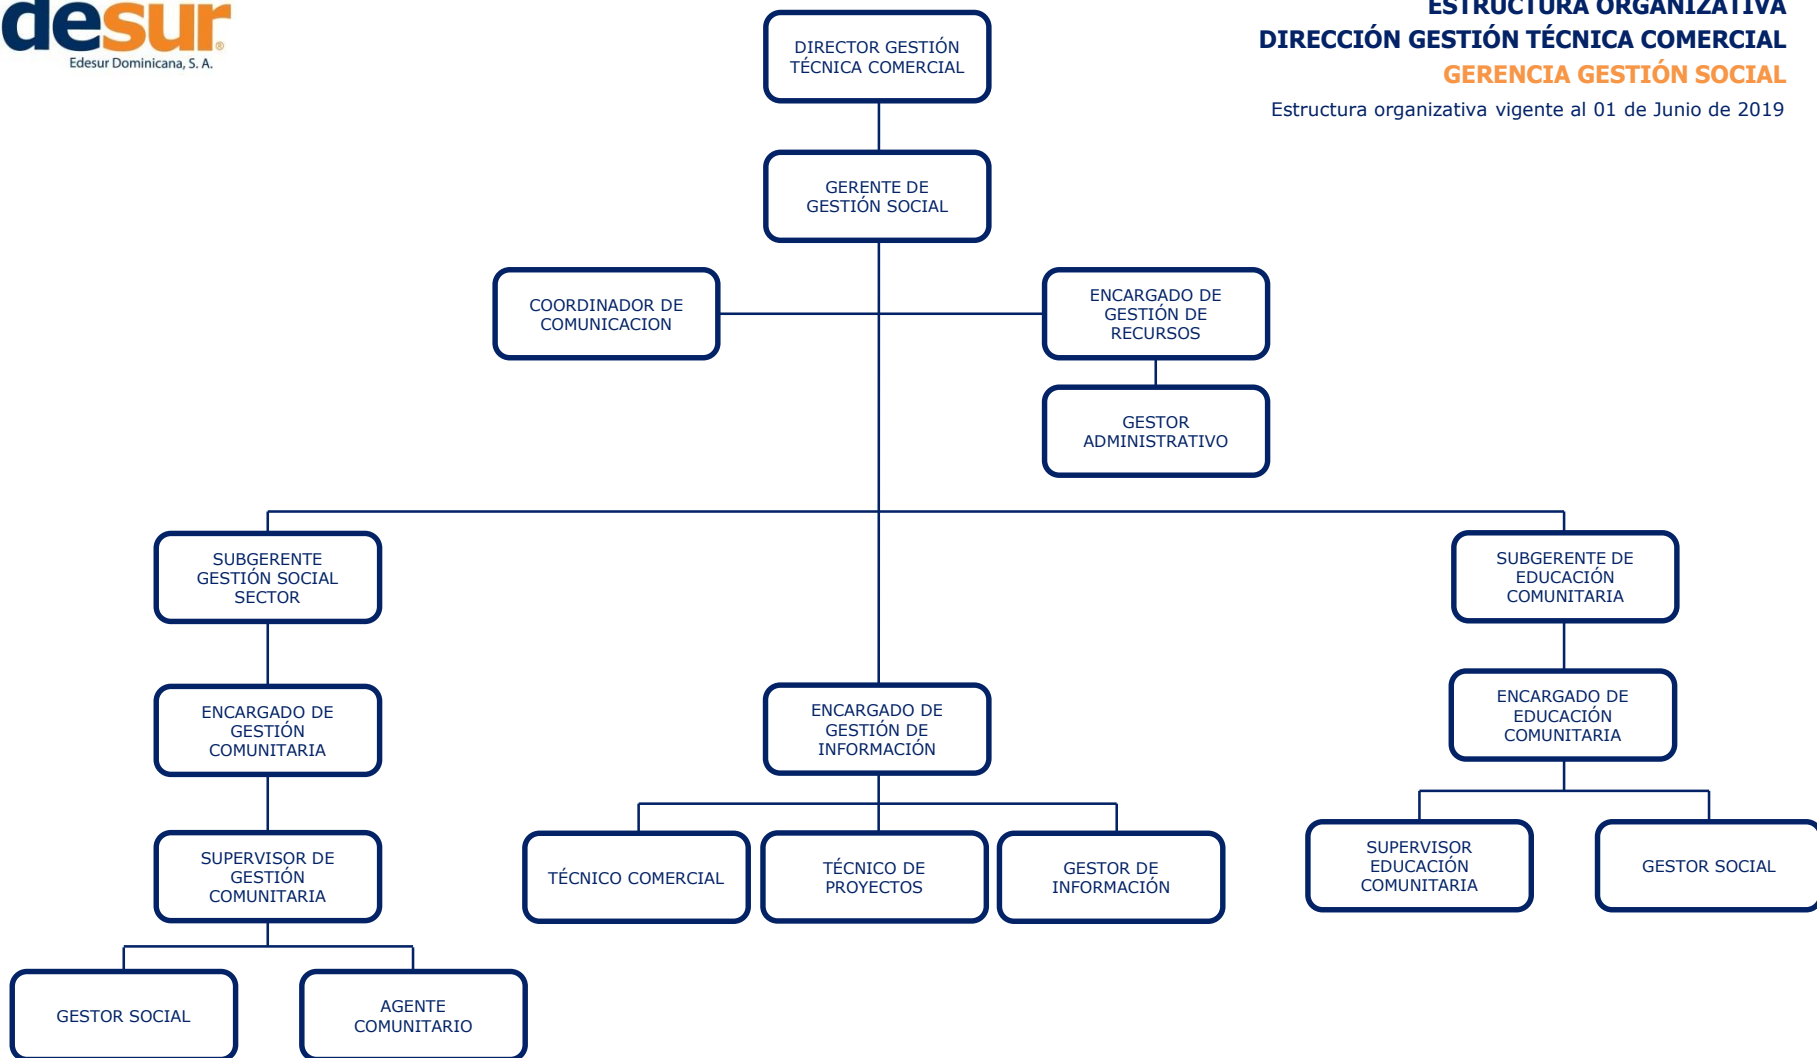 desur®
Edesur Dominicana, S. A.
ESTRUCTURA ORGANIZATIVA
DIRECCIÓN GESTIÓN TÉCNICA COMERCIAL
GERENCIA GESTIÓN SOCIAL
Estructura organizativa vigente al 01 de Junio de 2019
DIRECTOR GESTIÓN
TÉCNICA COMERCIAL
GERENTE DE
GESTIÓN SOCIAL
COORDINADOR DE
COMUNICACION
ENCARGADO DE
GESTIÓN DE
RECURSOS
GESTOR
ADMINISTRATIVO
SUBGERENTE
GESTIÓN SOCIAL
SECTOR
SUBGERENTE DE
EDUCACIÓN
COMUNITARIA
ENCARGADO DE
GESTIÓN
COMUNITARIA
ENCARGADO DE
GESTIÓN DE
INFORMACIÓN
ENCARGADO DE
EDUCACIÓN
COMUNITARIA
SUPERVISOR DE
GESTIÓN
COMUNITARIA
TÉCNICO COMERCIAL
TÉCNICO DE
PROYECTOS
GESTOR DE
INFORMACIÓN
SUPERVISOR
EDUCACIÓN
COMUNITARIA
GESTOR SOCIAL
GESTOR SOCIAL
AGENTE
COMUNITARIO